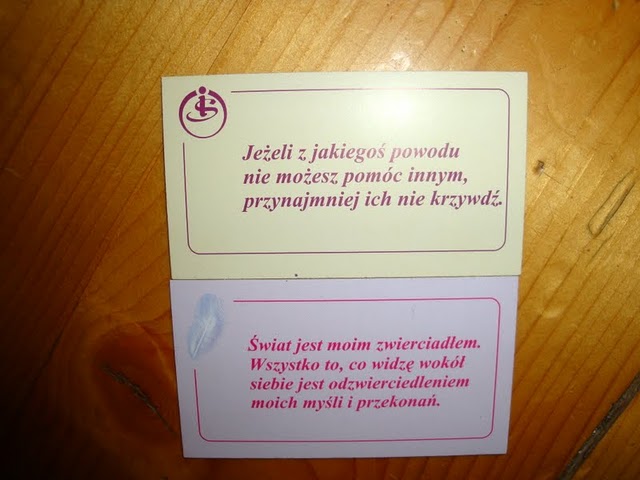 Jeżeli z jakiegoś powodu
nie możesz pomóc innym,
przynajmniej ich nie krzywdź.
Świat jest moim zwierciadłem.
Wszystko to, co widzę wokół
siebie jest odzwierciedleniem
moich myśli i przekonań.